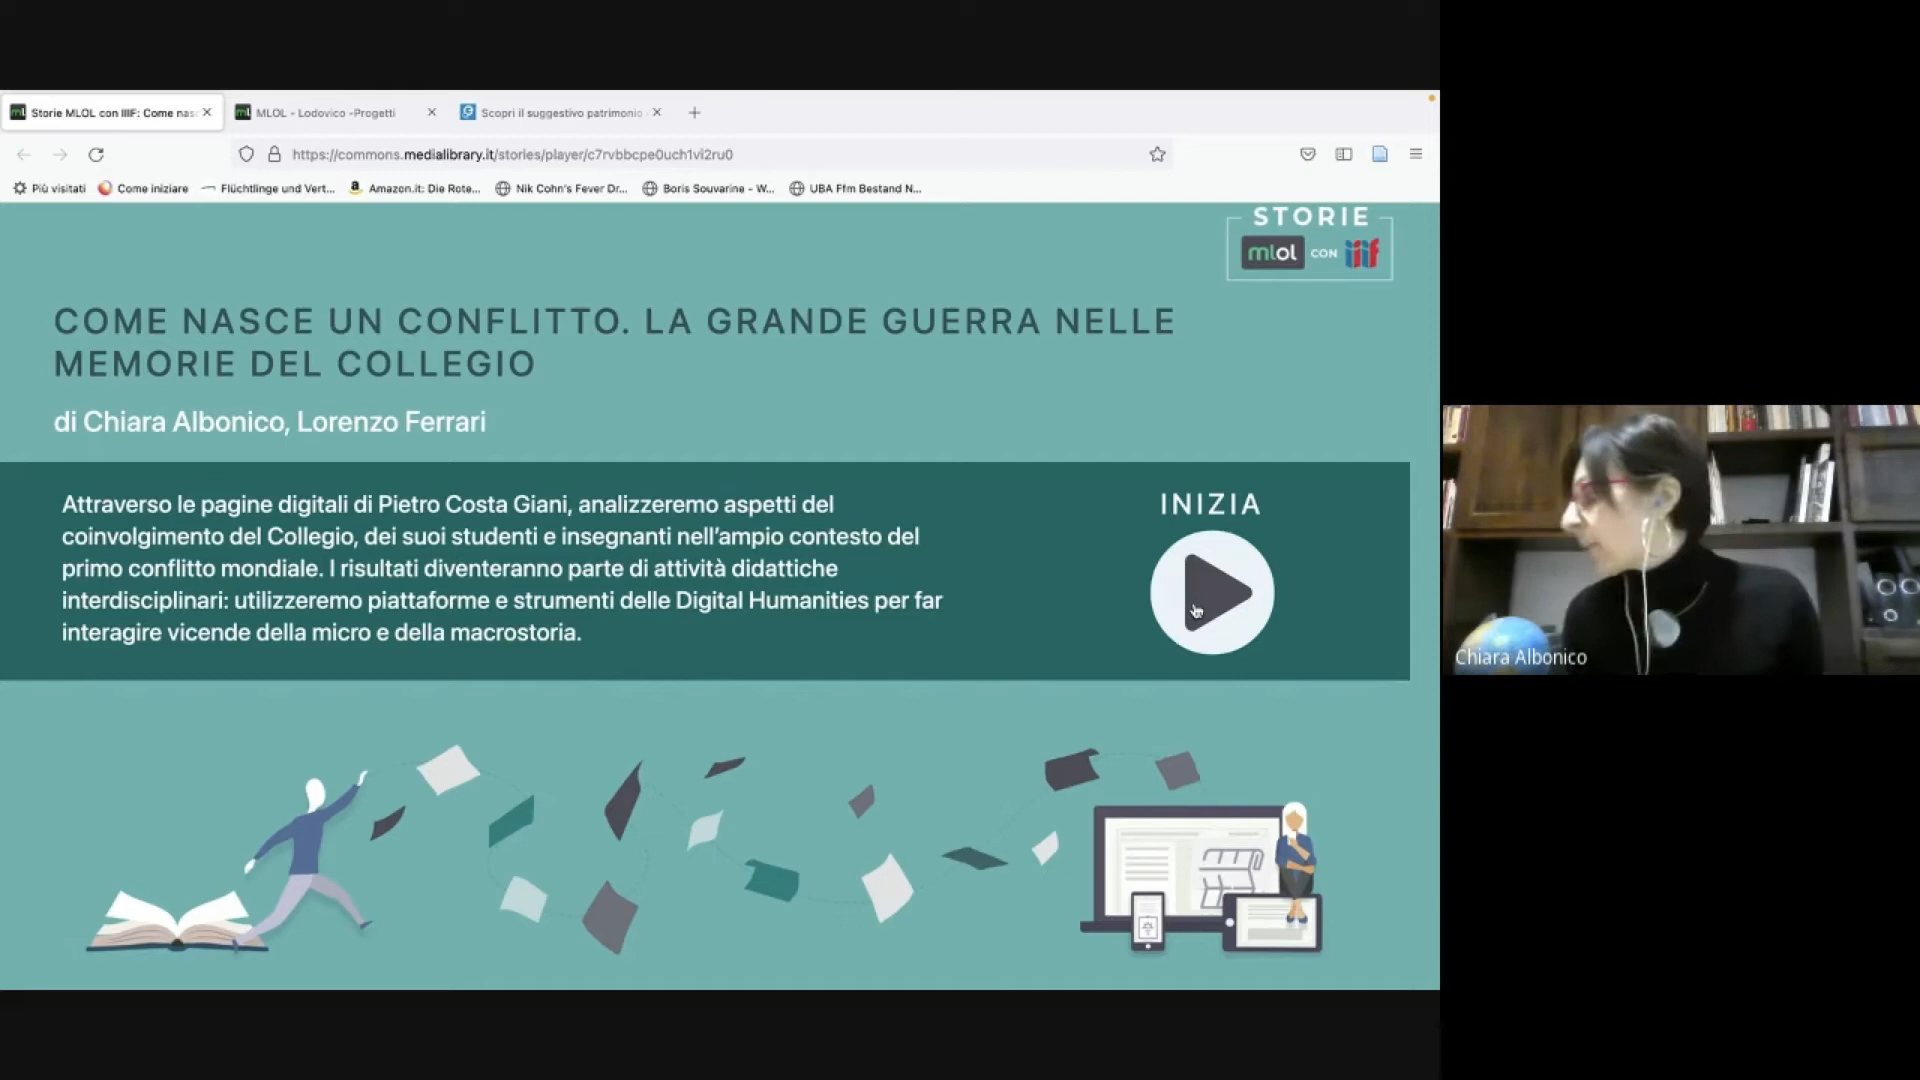 Storie MLOL con IIIF: Come nas
MLOL - Lodovico -Progetti
Scopri il suggestivo patrimonio
https://commons.medialibrary.it/stories/player/c7rvbbcpe0uch1vi2ru0
Più visitati
Come iniziare
Flüchtlinge und Vert...
Amazon.it: Die Rote...
Nik Cohn's Fever Dr...
Boris Souvarine - W...
UBA Ffm Bestand N...
STORIE
mlol CON iiif
COME NASCE UN CONFLITTO. LA GRANDE GUERRA NELLE
MEMORIE DEL COLLEGIO
di Chiara Albonico, Lorenzo Ferrari
Attraverso le pagine digitali di Pietro Costa Giani, analizzeremo aspetti del
coinvolgimento del Collegio, dei suoi studenti e insegnanti nell'ampio contesto del
primo conflitto mondiale. I risultati diventeranno parte di attività didattiche
interdisciplinari: utilizzeremo piattaforme e strumenti delle Digital Humanities per far
interagire vicende della micro e della macrostoria.
INIZIA
Chiara Albonico